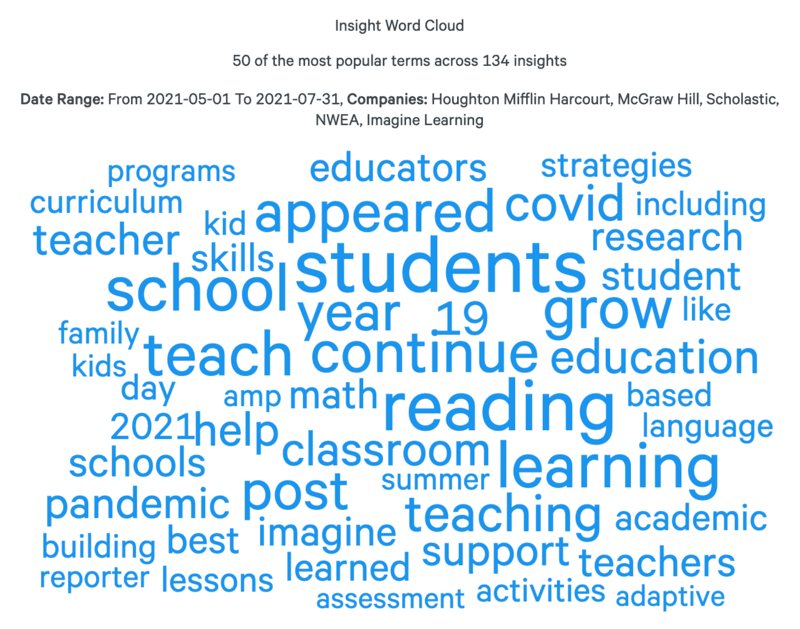 Insight Word Cloud
50 of the most popular terms across 134 insights
Date Range: From 2021-05-01 To 2021-07-31, Companies: Houghton Mifflin Harcourt, McGraw Hill, Scholastic,
NWEA, Imagine Learning
programs educators strategies
curriculum kid appeared covid including
teacher skills students research
school student
year 19 grow like
family teach continue education
kids
day amp math reading based
2021 help classroom language
schools summer learning
pandemic post teaching academic
building best imagine support teachers
reporter lessons learned activities adaptive
assessment